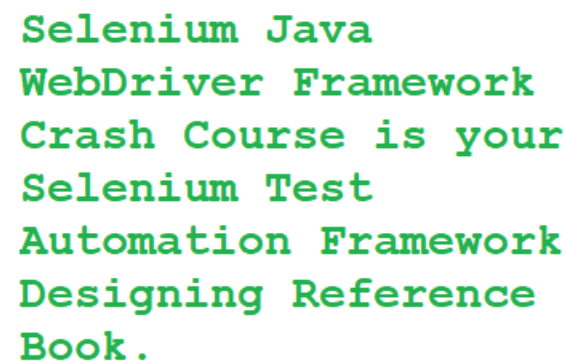 Selenium Java
WebDriver Framework
Crash Course is your
Selenium Test
Automation Framework
Designing Reference
Book.